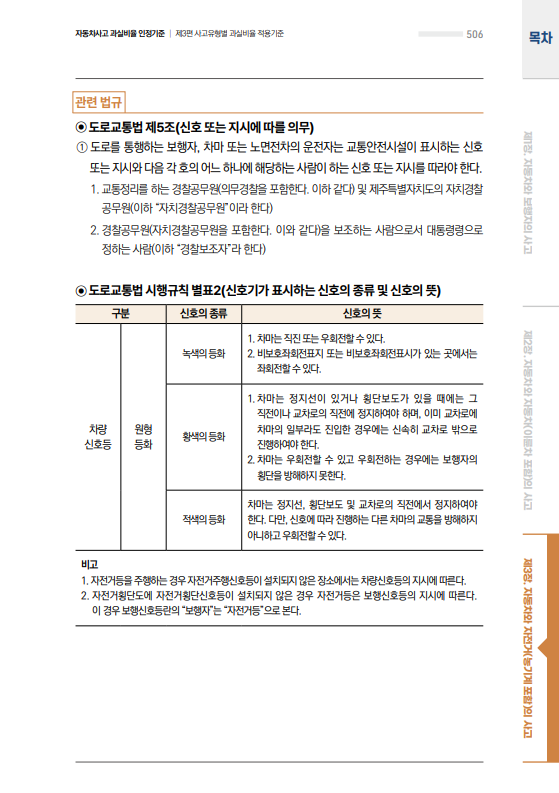 자동차사고 과실비율 인정기준 | 제3편 사고유형별 과실비율 적용기준
506
목차
관련 법규
◉ 도로교통법 제5조(신호 또는 지시에 따를 의무)
① 도로를 통행하는 보행자, 차마 또는 노면전차의 운전자는 교통안전시설이 표시하는 신호
또는 지시와 다음 각 호의 어느 하나에 해당하는 사람이 하는 신호 또는 지시를 따라야 한다.
1. 교통정리를 하는 경찰공무원(의무경찰을 포함한다. 이하 같다) 및 제주특별자치도의 자치경찰
공무원(이하 “자치경찰공무원”이라 한다)
2. 경찰공무원(자치경찰공무원을 포함한다. 이와 같다)을 보조하는 사람으로서 대통령령으로
정하는 사람(이하 “경찰보조자”라 한다)
◉ 도로교통법 시행규칙 별표2(신호기가 표시하는 신호의 종류 및 신호의 뜻)
구분 신호의 종류 신호의 뜻
차량
신호등
원형
등화
녹색의 등화
1. 차마는 직진 또는 우회전할 수 있다.
2. 비보호좌회전표지 또는 비보호좌회전표시가 있는 곳에서는
좌회전할 수 있다.
황색의 등화
1. 차마는 정지선이 있거나 횡단보도가 있을 때에는 그
직전이나 교차로의 직전에 정지하여야 하며, 이미 교차로에
차마의 일부라도 진입한 경우에는 신속히 교차로 밖으로
진행하여야 한다.
2. 차마는 우회전할 수 있고 우회전하는 경우에는 보행자의
횡단을 방해하지 못한다.
적색의 등화
차마는 정지선, 횡단보도 및 교차로의 직전에서 정지하여야
한다. 다만, 신호에 따라 진행하는 다른 차마의 교통을 방해하지
아니하고 우회전할 수 있다.
비고
1. 자전거등을 주행하는 경우 자전거주행신호등이 설치되지 않은 장소에서는 차량신호등의 지시에 따른다.
2. 자전거횡단도에 자전거횡단신호등이 설치되지 않은 경우 자전거등은 보행신호등의 지시에 따른다.
이 경우 보행신호등란의 “보행자”는 “자전거등”으로 본다.
제1장. 자동차와 보행자의 사고
제2장. 자동차와 자동차(이륜차 포함)의 사고
제3장. 자동차와 자전거(농기계 포함)의 사고